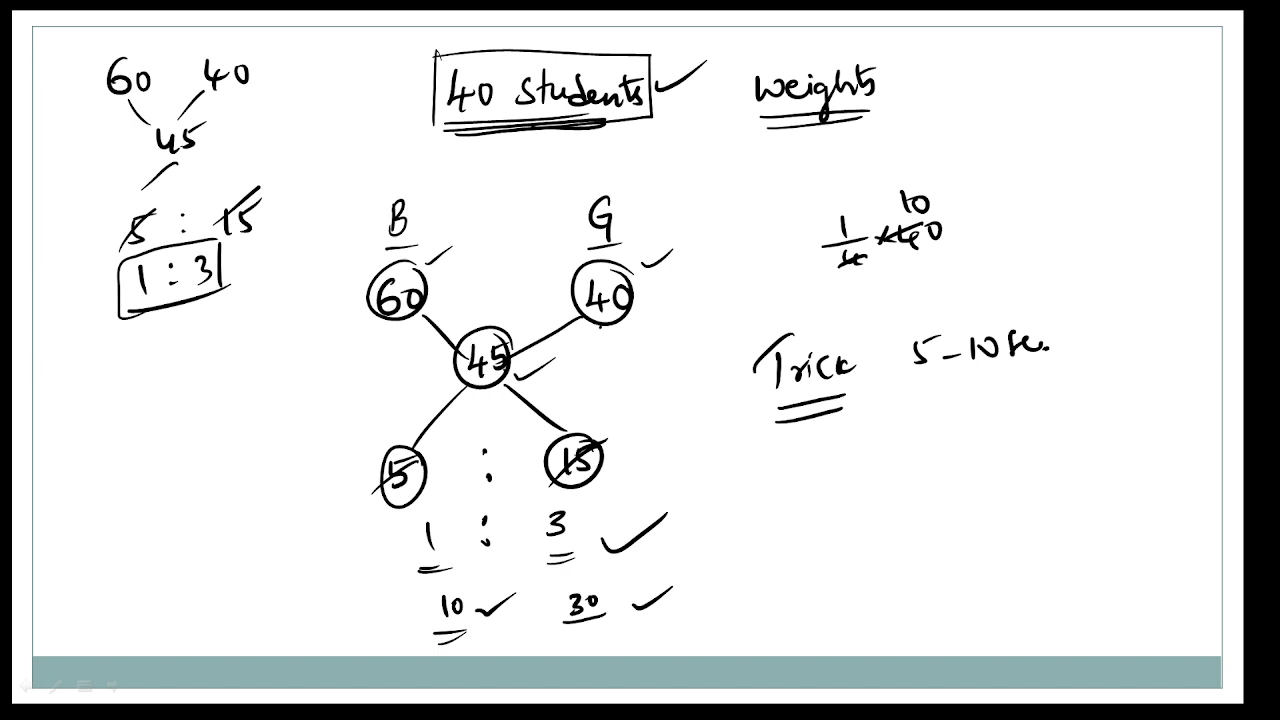 60 40
45
5 : 15
1 : 3
40 students ✓
weights
B G
60 ✓ 40 ✓
45 ✓
5 : 15
1 : 3 ✓
10 ✓ 30 ✓
10
1/4 × 40
Trick 5-10 sec.